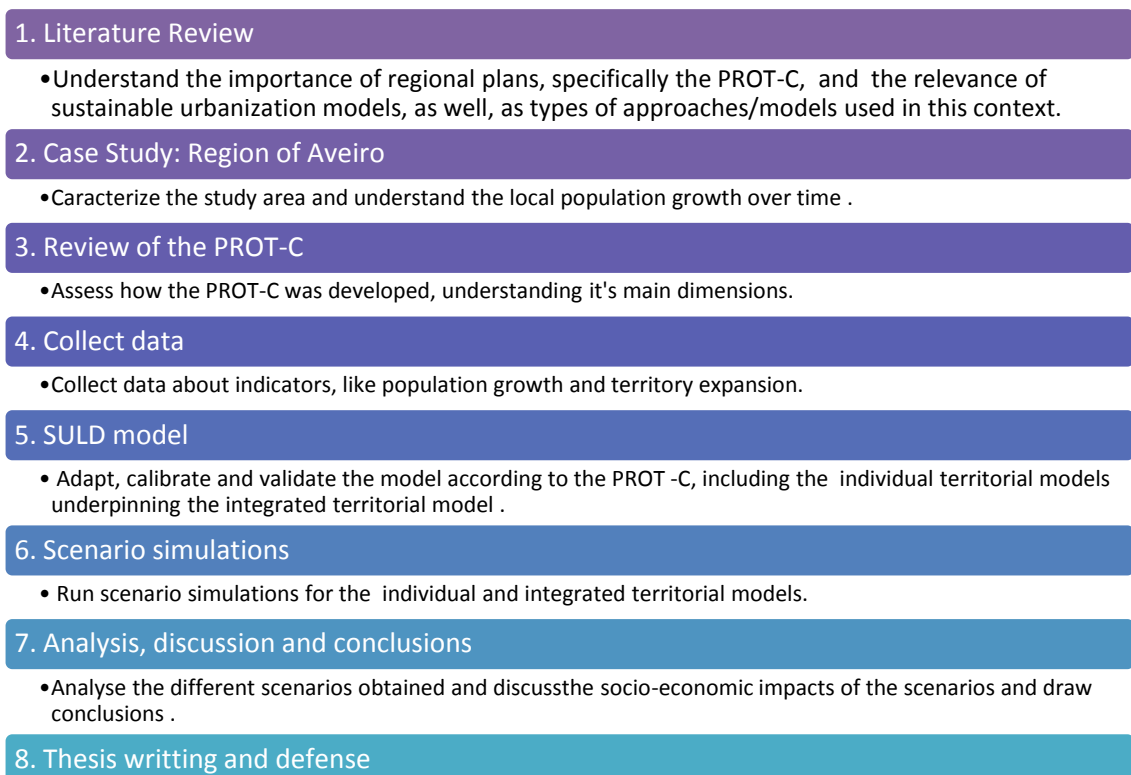 1. Literature Review
•Understand the importance of regional plans, specifically the PROT-C, and the relevance of
sustainable urbanization models, as well, as types of approaches/models used in this context.
2. Case Study: Region of Aveiro
•Caracterize the study area and understand the local population growth over time .
3. Review of the PROT-C
•Assess how the PROT-C was developed, understanding it's main dimensions.
4. Collect data
•Collect data about indicators, like population growth and territory expansion.
5. SULD model
• Adapt, calibrate and validate the model according to the PROT -C, including the individual territorial models
underpinning the integrated territorial model .
6. Scenario simulations
• Run scenario simulations for the individual and integrated territorial models.
7. Analysis, discussion and conclusions
•Analyse the different scenarios obtained and discussthe socio-economic impacts of the scenarios and draw
conclusions .
8. Thesis writting and defense